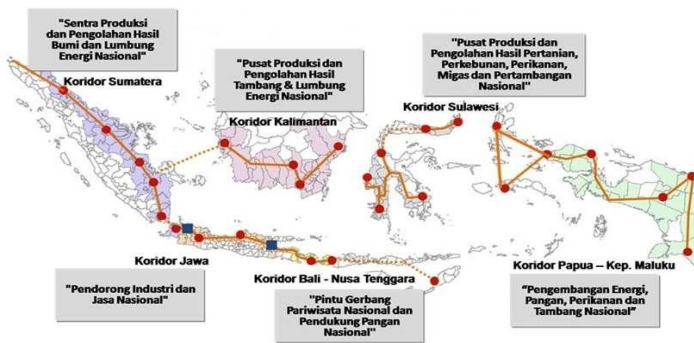 "Sentra Produksi
dan Pengolahan Hasil
Bumi dan Lumbung
Energi Nasional"
Koridor Sumatera
"Pusat Produksi dan
Pengolahan Hasil
Tambang & Lumbung
Energi Nasional"
Koridor Kalimantan
"Pusat Produksi dan
Pengolahan Hasil Pertanian,
Perkebunan, Perikanan,
Migas dan Pertambangan
Nasional"
Koridor Sulawesi
Koridor Jawa
"Pendorong Industri dan
Jasa Nasional"
Koridor Bali - Nusa Tenggara
"Pintu Gerbang
Pariwisata Nasional dan
Pendukung Pangan
Nasional"
Koridor Papua – Kep. Maluku
“Pengembangan Energi,
Pangan, Perikanan dan
Tambang Nasional”